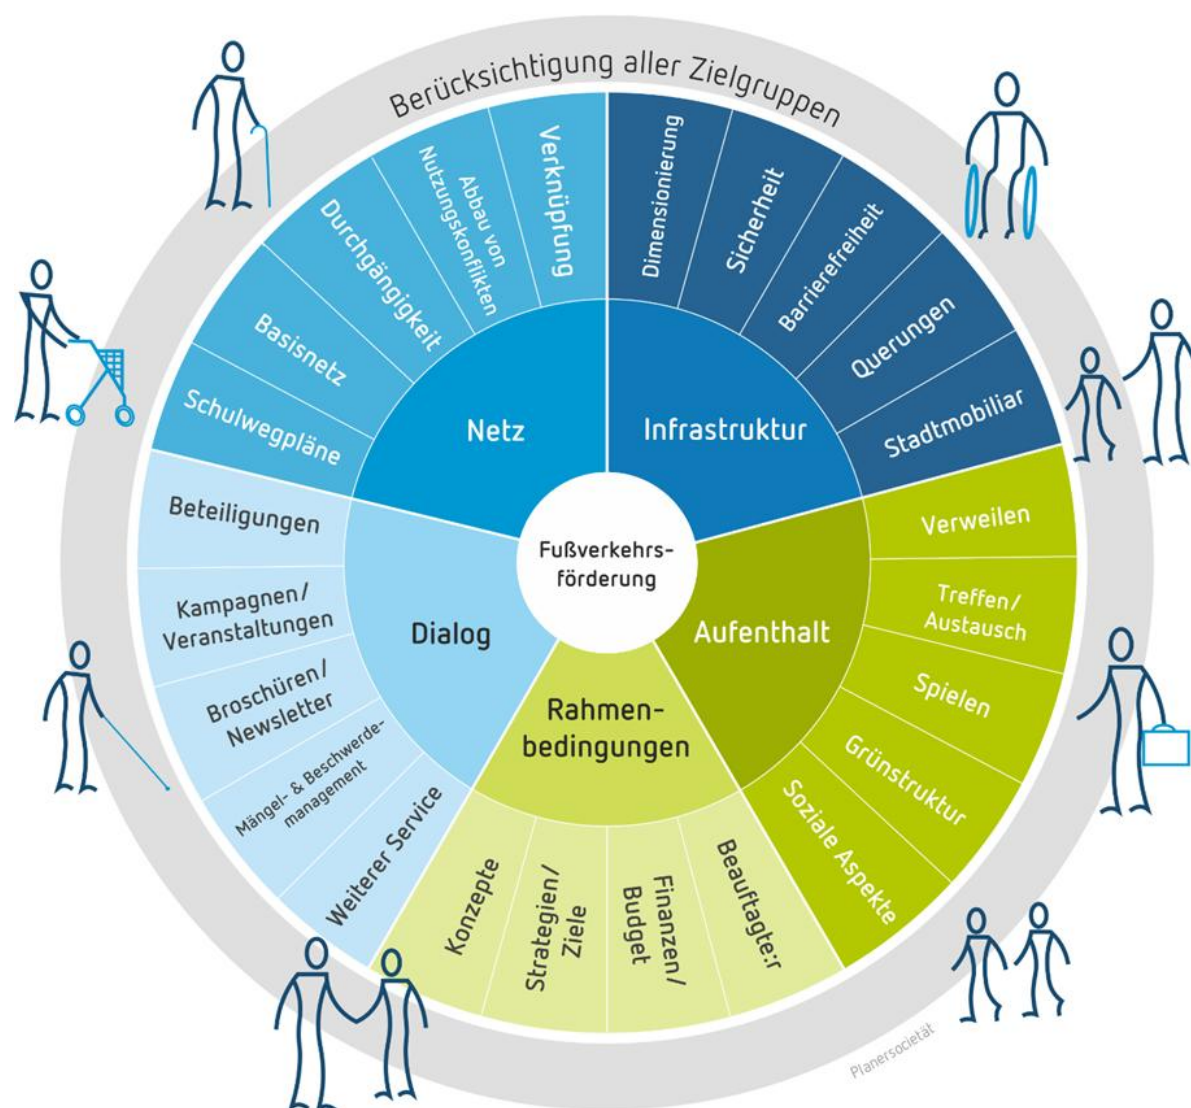 Berücksichtigung aller Zielgruppen
Fußverkehrs-
förderung
Netz
Schulwegpläne
Basisnetz
Durchgängigkeit
Abbau von
Nutzungskonflikten
Verknüpfung
Infrastruktur
Dimensionierung
Sicherheit
Barrierefreiheit
Querungen
Stadtmobiliar
Aufenthalt
Verweilen
Treffen/
Austausch
Spielen
Grünstruktur
Soziale Aspekte
Rahmen-
bedingungen
Beauftagte:r
Finanzen/
Budget
Strategien/
Ziele
Konzepte
Dialog
Weiterer Service
Mängel- & Beschwerde-
management
Broschüren/
Newsletter
Kampagnen/
Veranstaltungen
Beteiligungen
Planersocietät